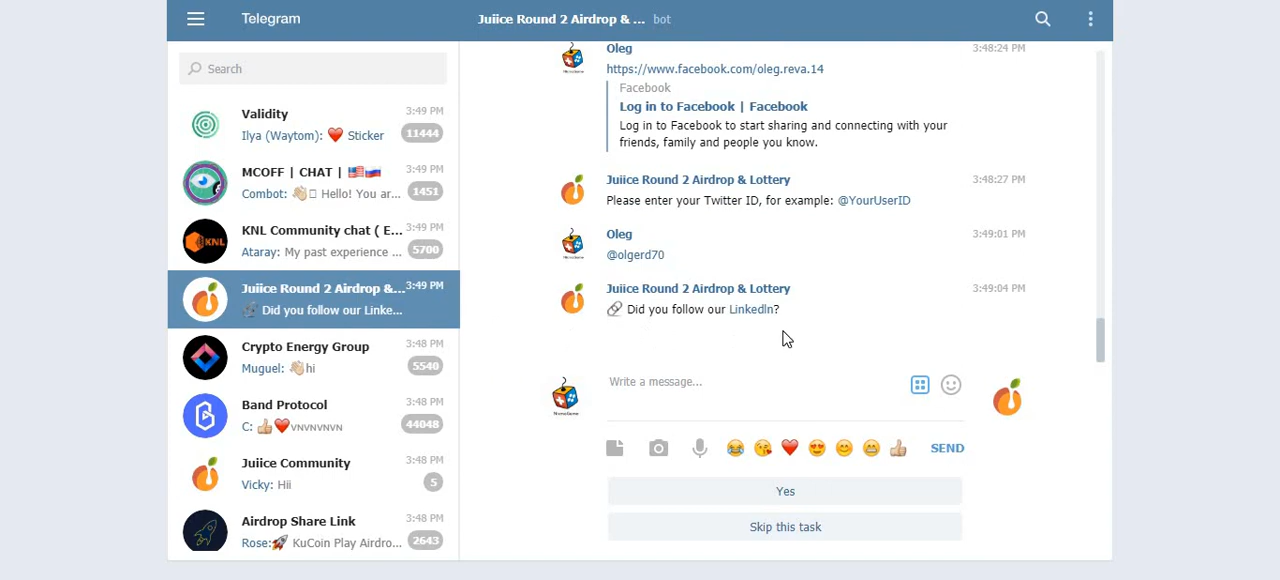 Telegram
Juiice Round 2 Airdrop & ... bot
Search
Validity 3:49 PM
Ilya (Waytom): ❤️ Sticker 11444
MCOFF | CHAT | 🇺🇸🇷🇺 3:49 PM
Combot: 👋🏼 Hello! You ar... 1451
KNL Community chat ( E... 3:49 PM
Ataray: My past experience ... 5700
Juiice Round 2 Airdrop &... 3:49 PM
🔗 Did you follow our Linke...
Crypto Energy Group 3:48 PM
Muguel: 👋🏼hi 5540
Band Protocol 3:48 PM
C: 👍🏼❤️VNVNVNVN 44048
Juiice Community 3:48 PM
Vicky: Hii 5
Airdrop Share Link 3:48 PM
Rose:🚀 KuCoin Play Airdro... 2643
Oleg 3:48:24 PM
https://www.facebook.com/oleg.reva.14
Facebook
Log in to Facebook | Facebook
Log in to Facebook to start sharing and connecting with your
friends, family and people you know.
Juiice Round 2 Airdrop & Lottery 3:48:27 PM
Please enter your Twitter ID, for example: @YourUserID
Oleg 3:49:01 PM
@olgerd70
Juiice Round 2 Airdrop & Lottery 3:49:04 PM
🔗 Did you follow our LinkedIn?
Write a message...
SEND
Yes
Skip this task